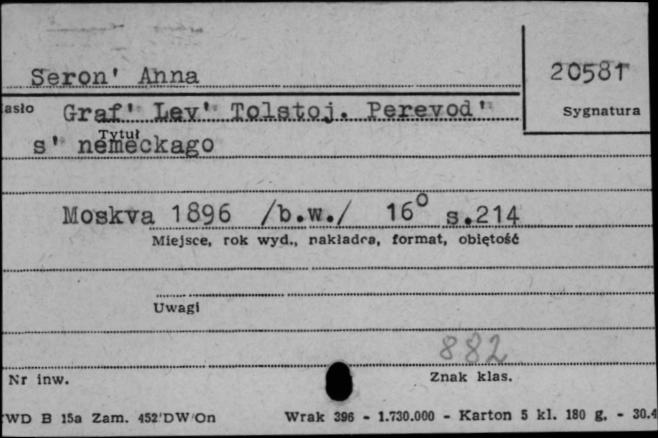 Seron' Anna
20581
asło Graf' Lev' Tolstoj. Perevod'
Sygnatura
Tytuł
s' nemeckago
Moskva 1896 /b.w./ 16° s.214
Miejsce, rok wyd., nakładca, format, objętość
Uwagi
882
Nr inw.
Znak klas.
WD B 15a Zam. 452/DW/On Wrak 396 - 1.730.000 - Karton 5 kl. 180 g. - 30.4